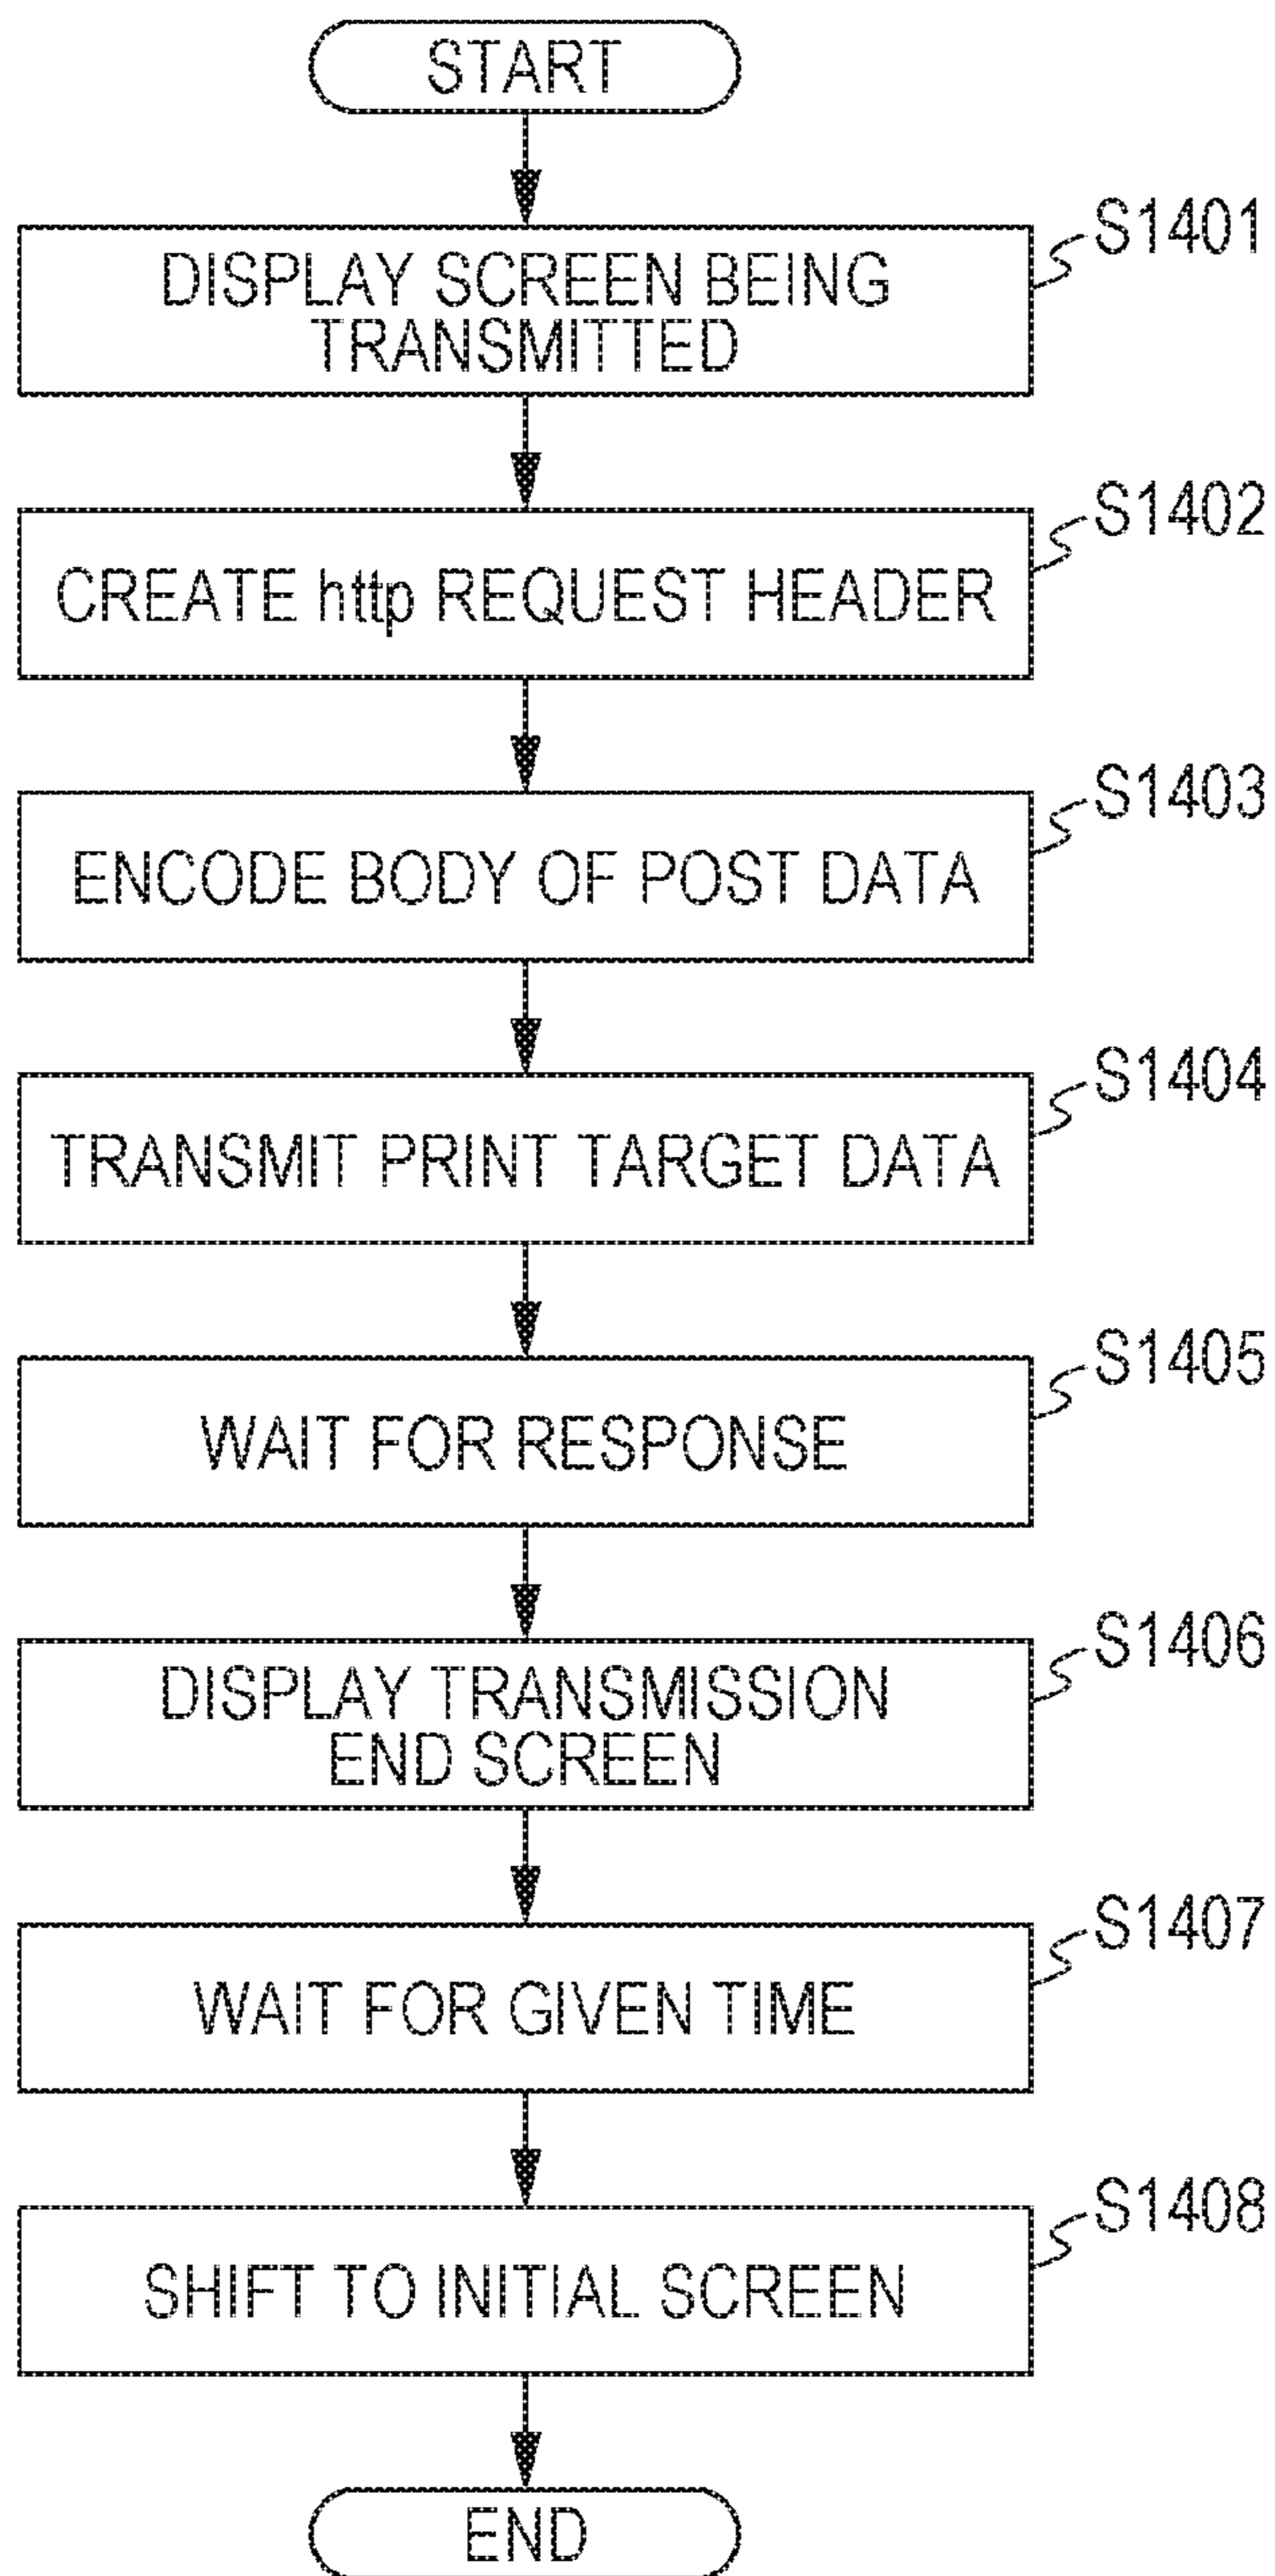 START
S1401
DISPLAY SCREEN BEING
TRANSMITTED
S1402
CREATE http REQUEST HEADER
S1403
ENCODE BODY OF POST DATA
S1404
TRANSMIT PRINT TARGET DATA
S1405
WAIT FOR RESPONSE
S1406
DISPLAY TRANSMISSION
END SCREEN
S1407
WAIT FOR GIVEN TIME
S1408
SHIFT TO INITIAL SCREEN
END